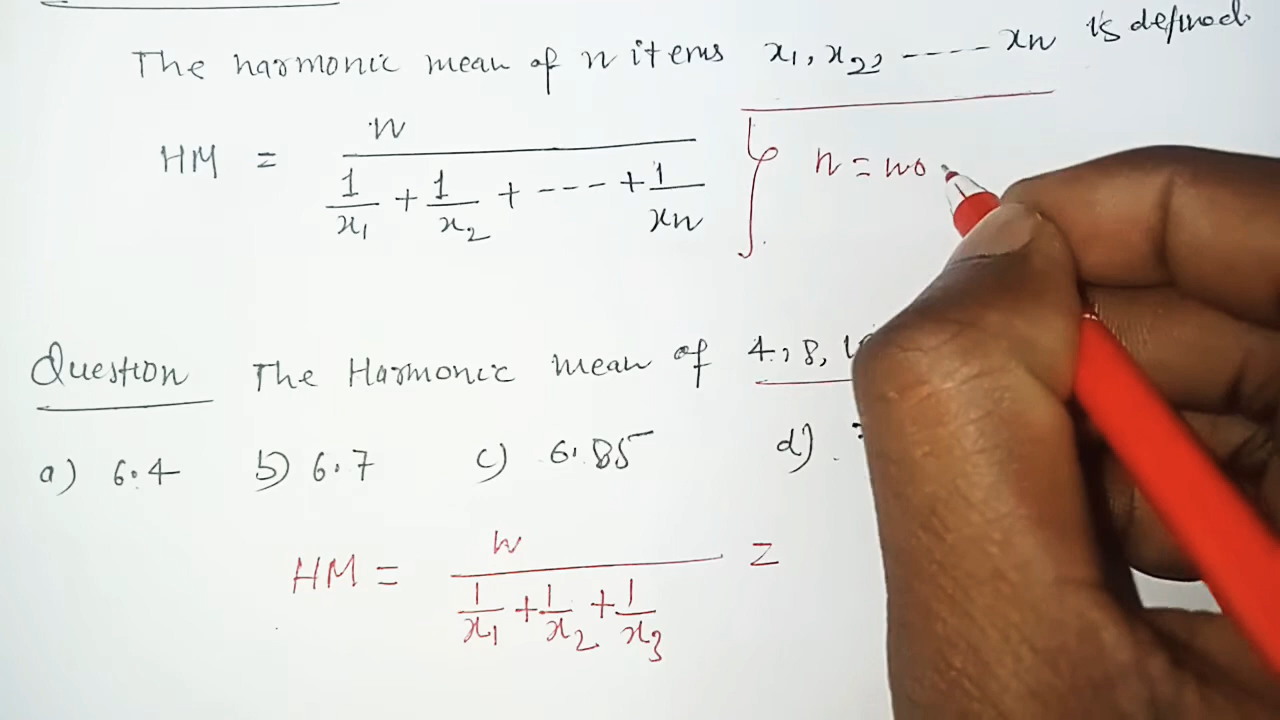 The harmonic mean of n items x₁, x₂, ---- xn is defined
HM = n / (1/x₁ + 1/x₂ + --- + 1/xn)
n = no
Question The Harmonic mean of 4, 8,
a) 6.4 b) 6.7 c) 6.85 d)
HM = n / (1/x₁ + 1/x₂ + 1/x₃) =